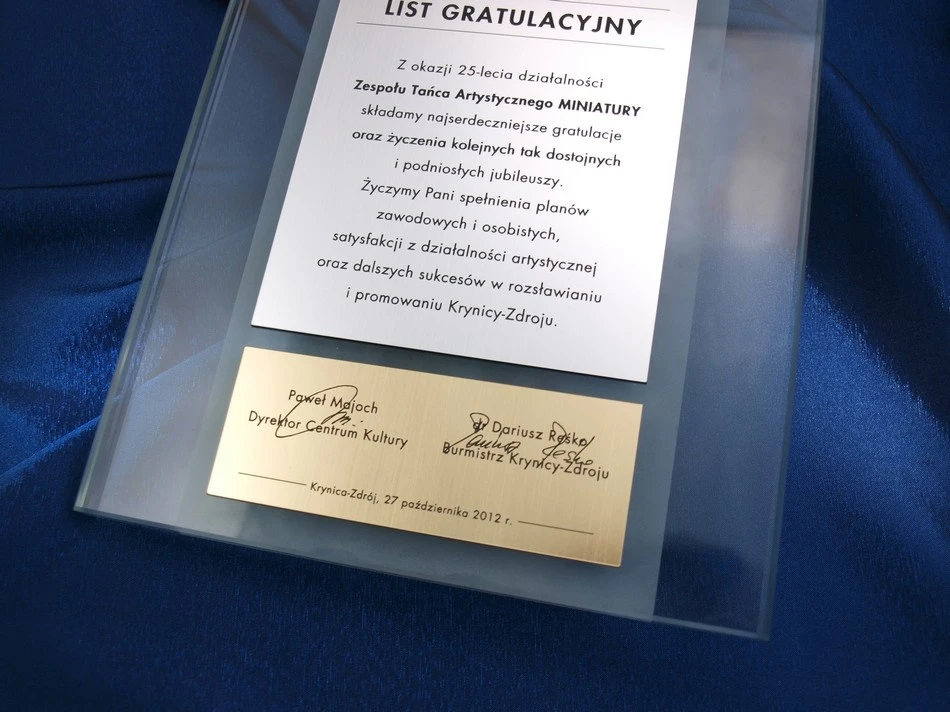 LIST GRATULACYJNY
Z okazji 25-lecia działalności
Zespołu Tańca Artystycznego MINIATURY
składamy najserdeczniejsze gratulacje
oraz życzenia kolejnych tak dostojnych
i podniosłych jubileuszy.
Życzymy Pani spełnienia planów
zawodowych i osobistych,
satysfakcji z działalności artystycznej
oraz dalszych sukcesów w rozsławianiu
i promowaniu Krynicy-Zdroju.
Paweł Majoch
Dyrektor Centrum Kultury
dr Dariusz Reśko
Burmistrz Krynicy-Zdroju
Krynica-Zdrój, 27 października 2012 r.